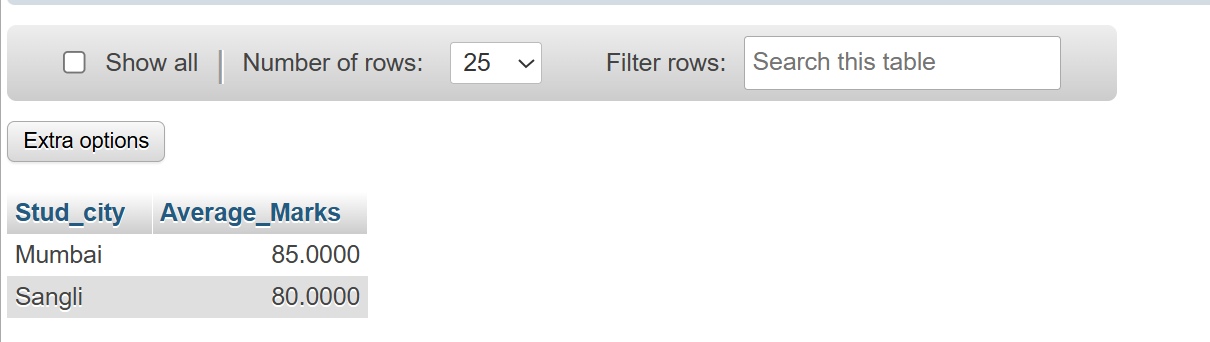 Show all Number of rows: 25 Filter rows: Search this table
Extra options
Stud_city Average_Marks
Mumbai 85.0000
Sangli 80.0000